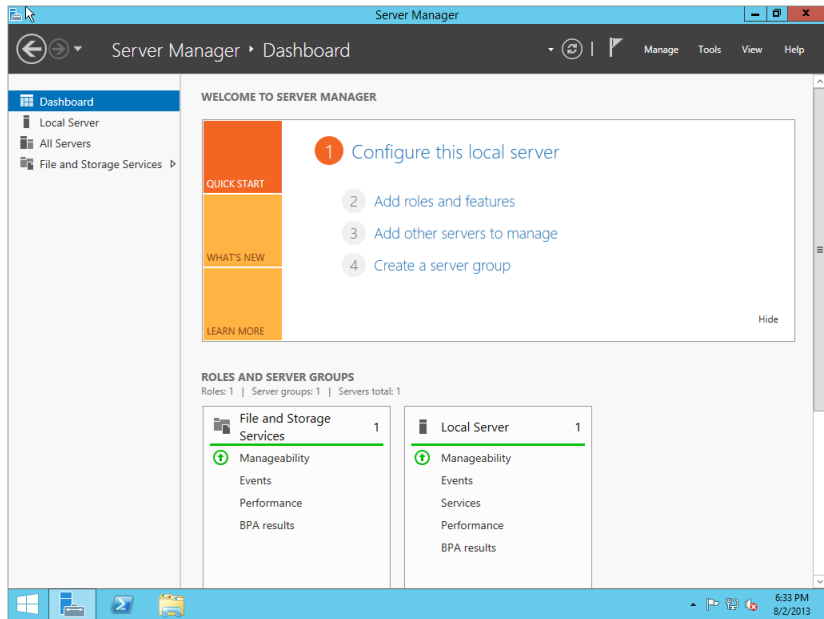 Server Manager
Server Manager • Dashboard
Manage Tools View Help
Dashboard
Local Server
All Servers
File and Storage Services
WELCOME TO SERVER MANAGER
QUICK START
WHAT'S NEW
LEARN MORE
1 Configure this local server
2 Add roles and features
3 Add other servers to manage
4 Create a server group
Hide
ROLES AND SERVER GROUPS
Roles: 1 | Server groups: 1 | Servers total: 1
File and Storage
Services 1
Manageability
Events
Performance
BPA results
Local Server 1
Manageability
Events
Services
Performance
BPA results
6:33 PM
8/2/2013